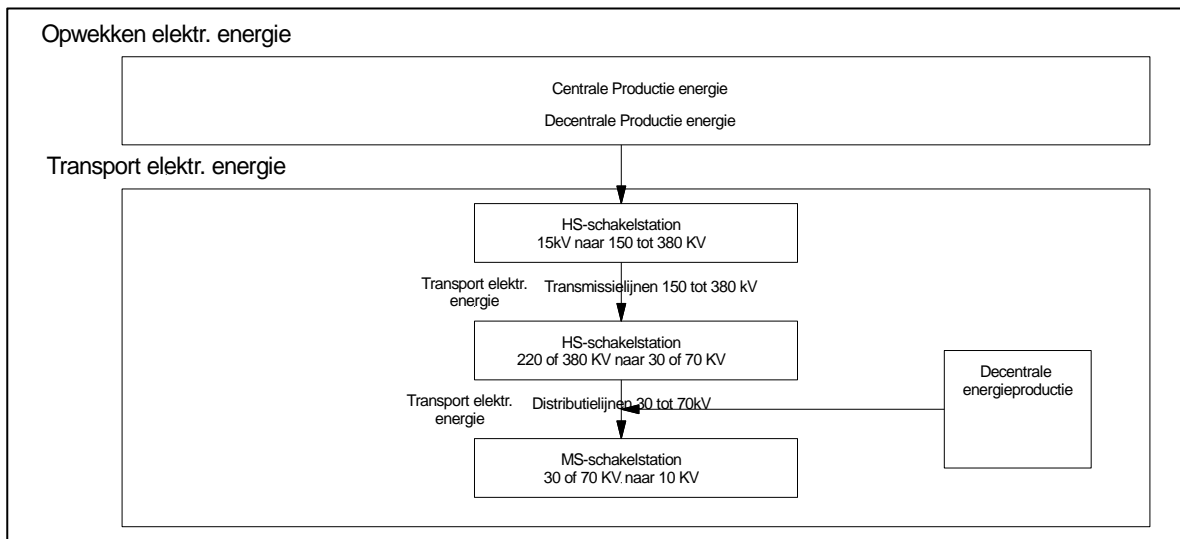 Opwekken elektr. energie
Centrale Productie energie
Decentrale Productie energie
Transport elektr. energie
HS-schakelstation
15kV naar 150 tot 380 KV
Transport elektr.
energie
Transmissielijnen 150 tot 380 kV
HS-schakelstation
220 of 380 KV naar 30 of 70 KV
Decentrale
energieproductie
Transport elektr.
energie
Distributielijnen 30 tot 70kV
MS-schakelstation
30 of 70 KV naar 10 KV